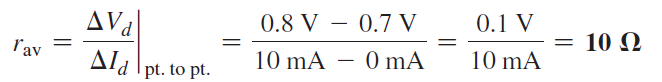 r_av = ΔV_d / ΔI_d | pt. to pt. = (0.8 V − 0.7 V) / (10 mA − 0 mA) = 0.1 V / 10 mA = 10 Ω